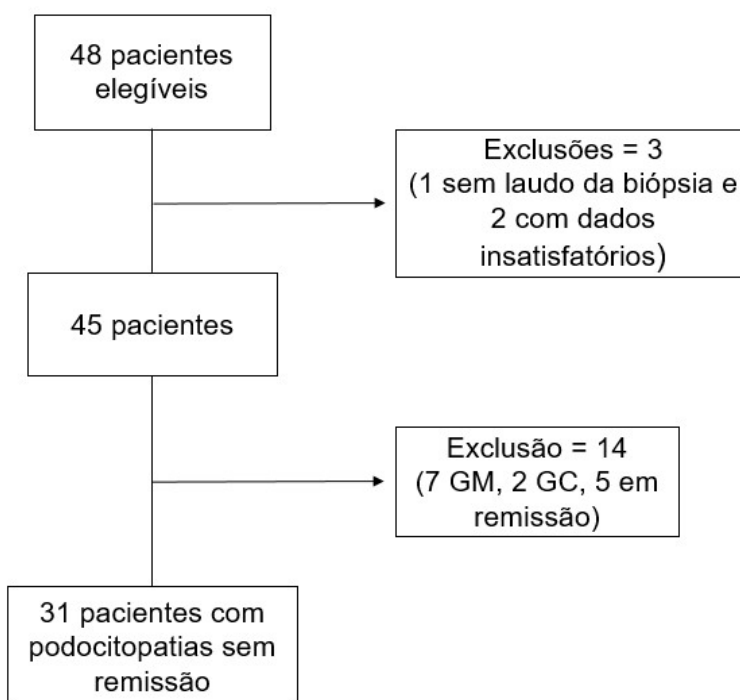 48 pacientes
elegíveis
Exclusões = 3
(1 sem laudo da biópsia e
2 com dados
insatisfatórios)
45 pacientes
Exclusão = 14
(7 GM, 2 GC, 5 em
remissão)
31 pacientes com
podocitopatias sem
remissão